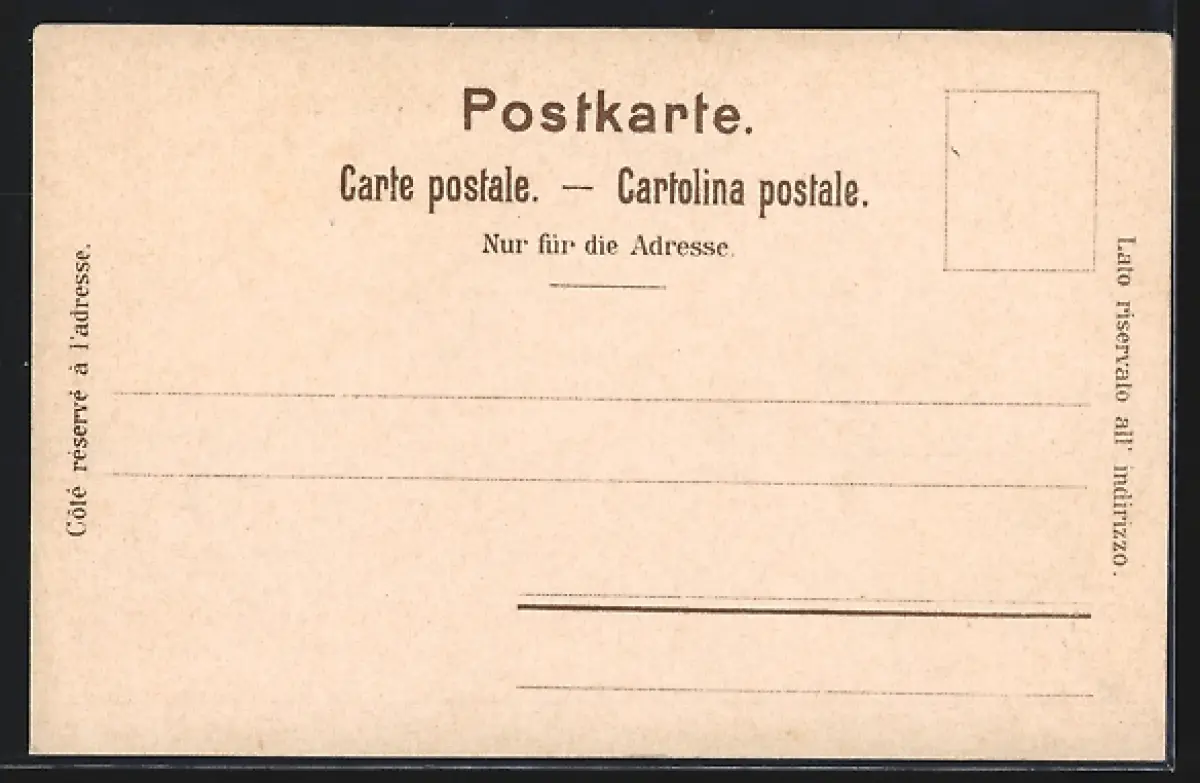 Postkarte.
Carte postale. — Cartolina postale.
Nur für die Adresse.
Côté réservé à l'adresse.
Lato riservato all' indirizzo.